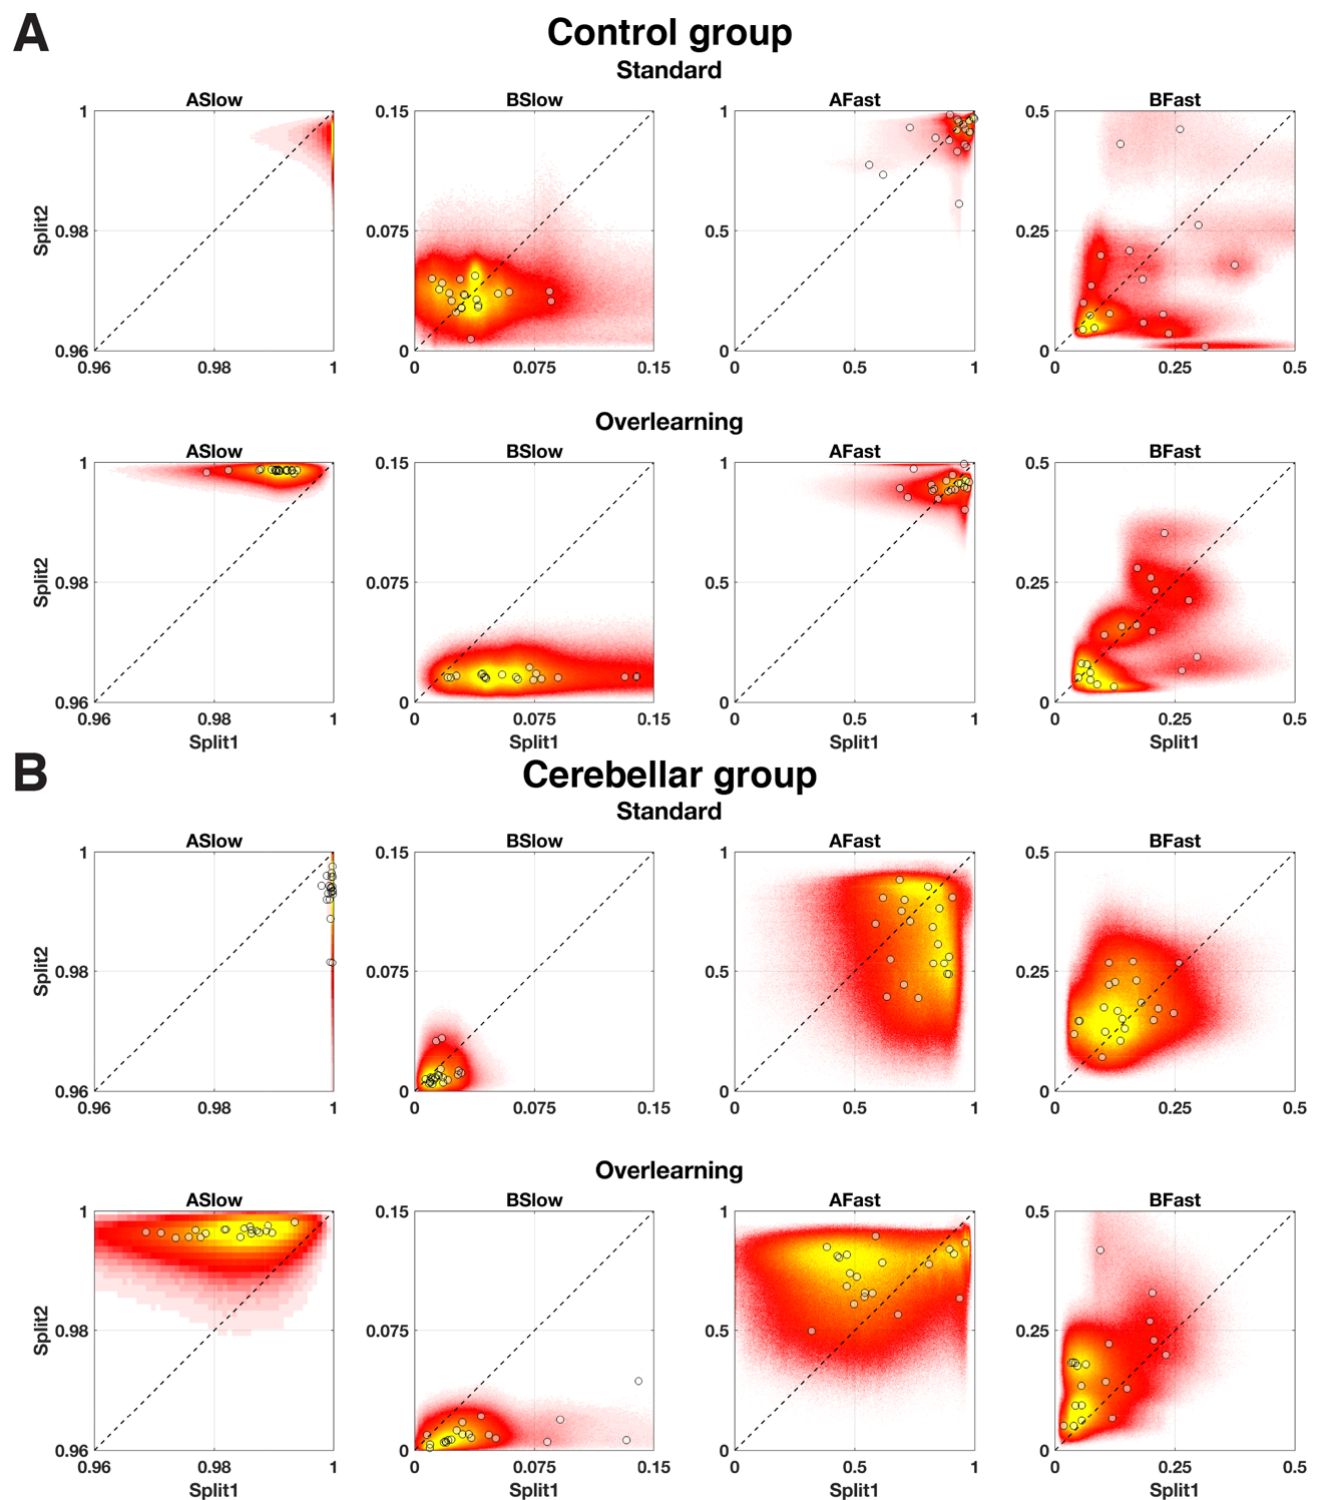 A
Control group
Standard
ASlow BSlow AFast BFast
1 0.15 1 0.5
Split2 0.98 0.075 0.5 0.25
0.96 0 0 0
0.96 0.98 1 0 0.075 0.15 0 0.5 1 0 0.25 0.5
Overlearning
ASlow BSlow AFast BFast
1 0.15 1 0.5
Split2 0.98 0.075 0.5 0.25
0.96 0 0 0
0.96 0.98 1 0 0.075 0.15 0 0.5 1 0 0.25 0.5
Split1 Split1 Split1 Split1
B
Cerebellar group
Standard
ASlow BSlow AFast BFast
1 0.15 1 0.5
Split2 0.98 0.075 0.5 0.25
0.96 0 0 0
0.96 0.98 1 0 0.075 0.15 0 0.5 1 0 0.25 0.5
Overlearning
ASlow BSlow AFast BFast
1 0.15 1 0.5
Split2 0.98 0.075 0.5 0.25
0.96 0 0 0
0.96 0.98 1 0 0.075 0.15 0 0.5 1 0 0.25 0.5
Split1 Split1 Split1 Split1